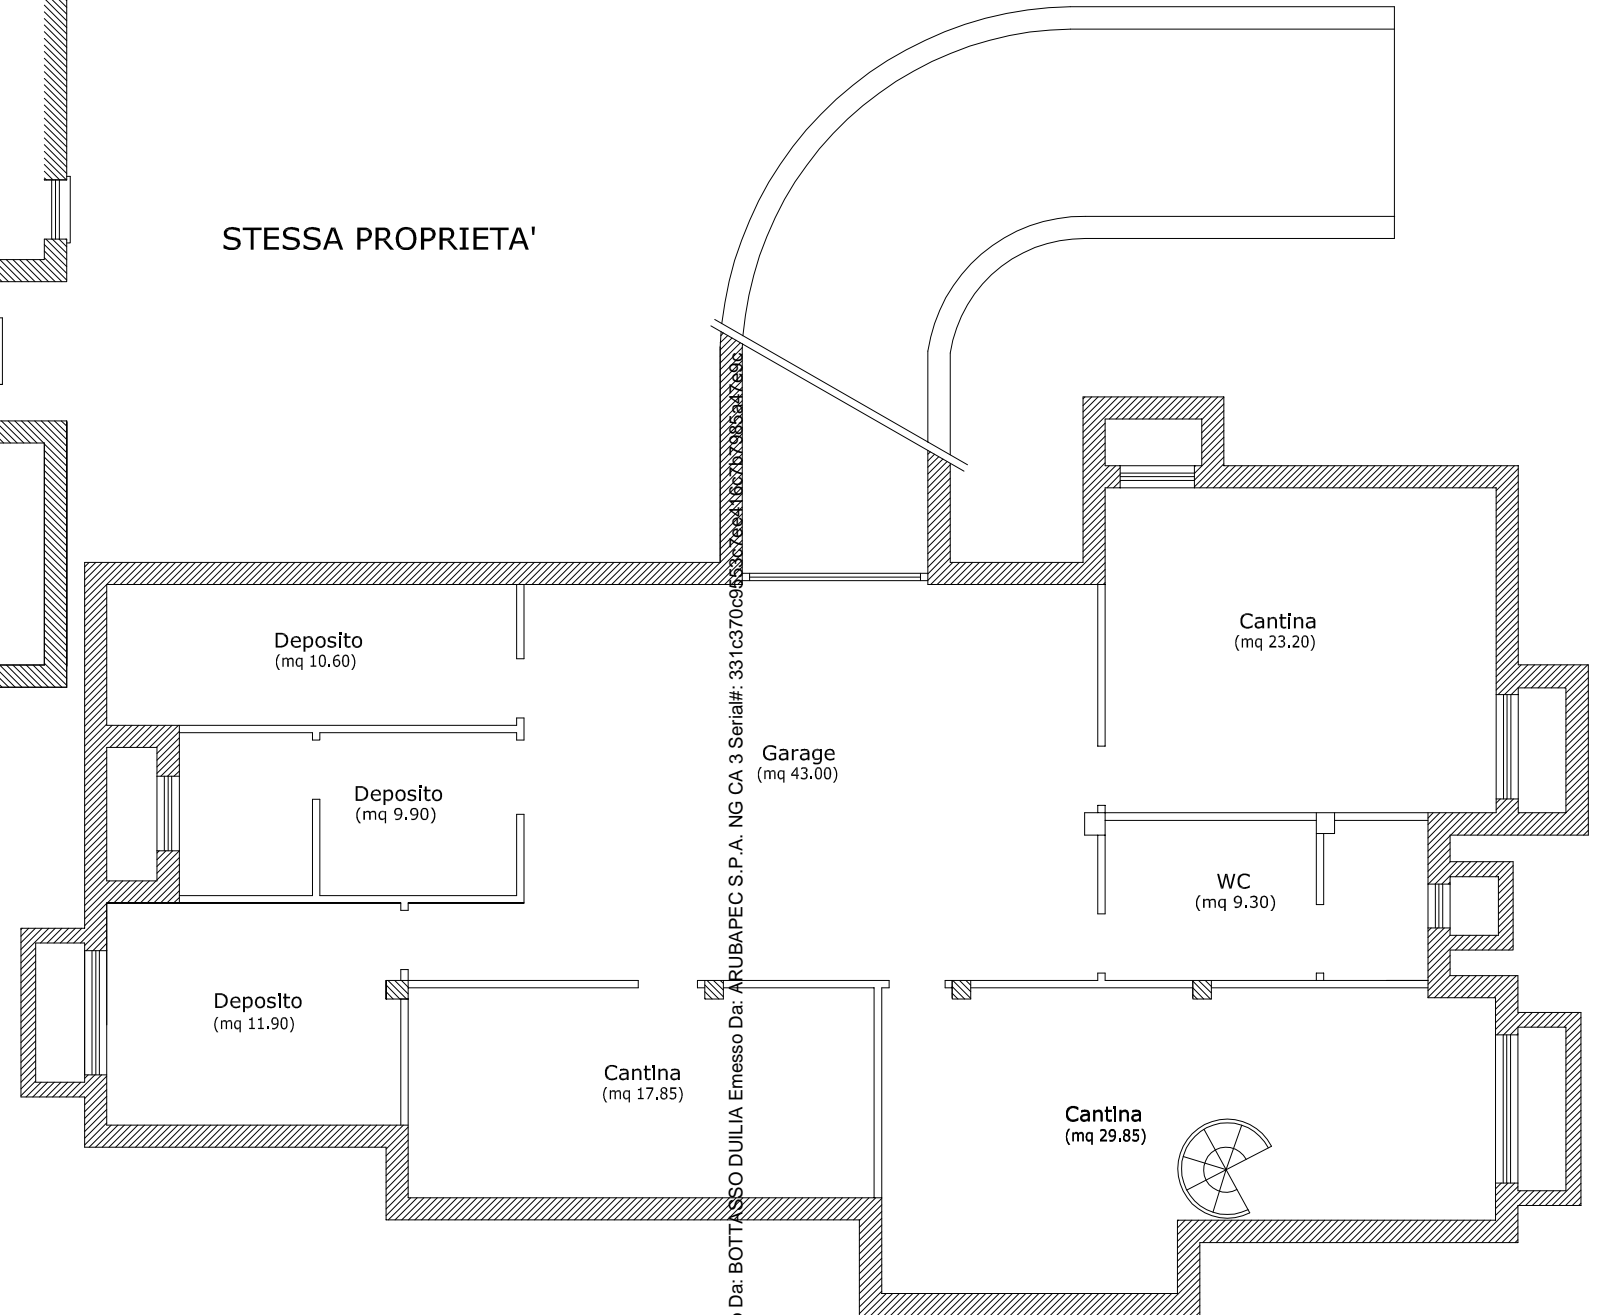 STESSA PROPRIETA'
Deposito
(mq 10.60)
Cantina
(mq 23.20)
Garage
(mq 43.00)
Deposito
(mq 9.90)
WC
(mq 9.30)
Deposito
(mq 11.90)
Cantina
(mq 17.85)
Cantina
(mq 29.85)
Da: BOTTASSO DUILIA Emesso Da: ARUBAPEC S.P.A. NG CA 3 Serial#: 331c370c9553c7ee416c7b7985a47e9c